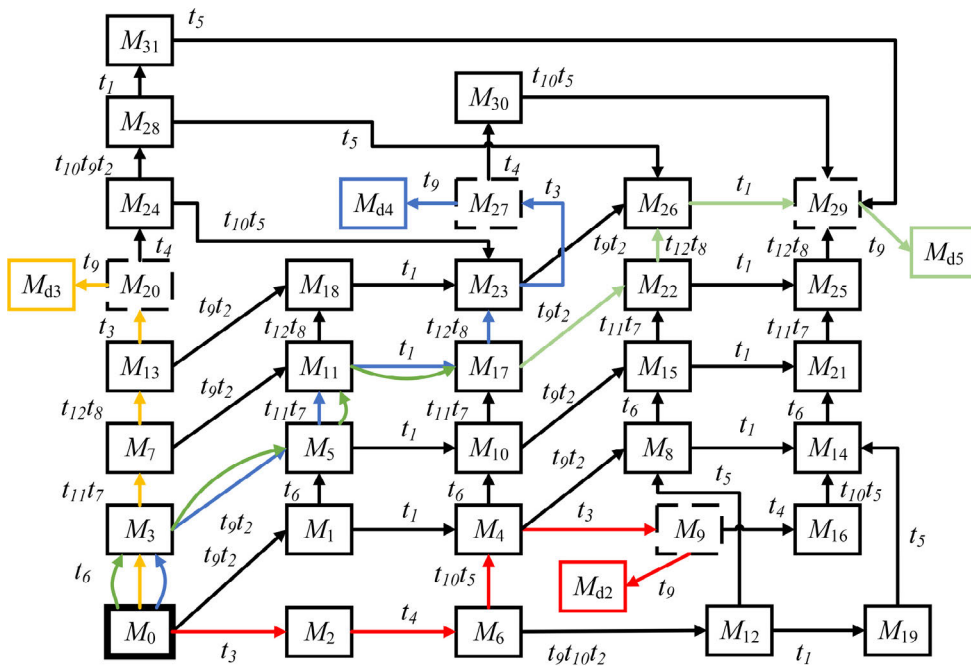 t5
M31
t1
t10t5
M30
M28
t5
t4
t10t9t2
Md4
t9
M27
t3
M26
t1
M29
M24
t10t5
t9
Md5
t4
t9t2
t12t8
t12t8
t9
Md3
M20
M18
t1
M23
M22
t1
M25
t3
t9t2
t12t8
t12t8
t9t2
t11t7
t11t7
M13
M11
t1
M17
M15
t1
M21
t12t8
t9t2
t11t7
t11t7
t9t2
t6
t6
M7
M5
t1
M10
M8
t1
M14
t11t7
t6
t6
t9t2
t5
t10t5
M3
t9t2
M1
t1
M4
t3
M9
t4
M16
t5
t6
t9t2
t10t5
Md2
t9
M0
t3
M2
t4
M6
t9t10t2
M12
t1
M19